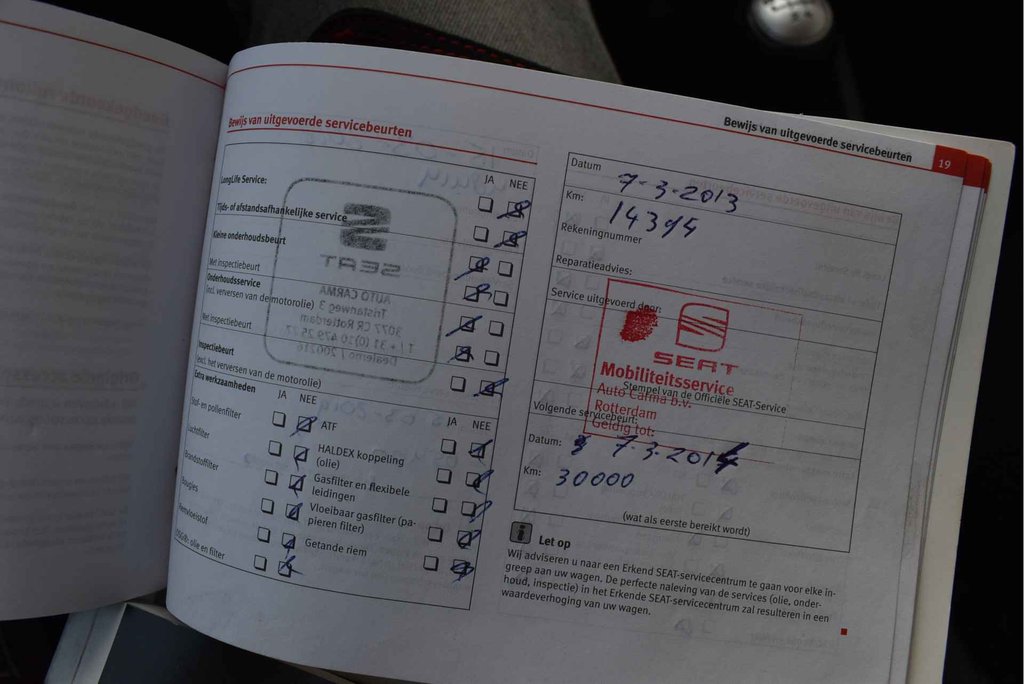 Bewijs van uitgevoerde servicebeurten
19
Bewijs van uitgevoerde servicebeurten
JA NEE
LongLife Service:
Tijds- of afstandsafhankelijke service
Kleine onderhoudsbeurt
Met inspectiebeurt
Onderhoudsservice
(incl. verversen van de motorolie)
Met inspectiebeurt
Inspectiebeurt
(excl. het verversen van de motorolie)
Extra werkzaamheden
JA NEE
JA NEE
Stof- en pollenfilter
Luchtfilter
Brandstoffilter
Bougies
Remvloeistof
olie en filter
ATF
HALDEX koppeling
(olie)
Gasfilter en flexibele
leidingen
Vloeibaar gasfilter (pa-
pieren filter)
Getande riem
SEAT
AUTO CARMA
Tristanweg 3
3077 CR Rotterdam
Datum
7-3-2013
Km:
14394
Rekeningnummer
Reparatieadvies:
Service uitgevoerd door:
SEAT
Mobiliteitsservice
Stempel van de Officiële SEAT-Service
Auto Carma b.v.
Rotterdam
Geldig tot:
Volgende servicebeurt:
Datum: 7-3-2014
Km: 30000
(wat als eerste bereikt wordt)
i Let op
Wij adviseren u naar een Erkend SEAT-servicecentrum te gaan voor elke in-
greep aan uw wagen. De perfecte naleving van de services (olie, onder-
houd, inspectie) in het Erkende SEAT-servicecentrum zal resulteren in een
waardeverhoging van uw wagen.